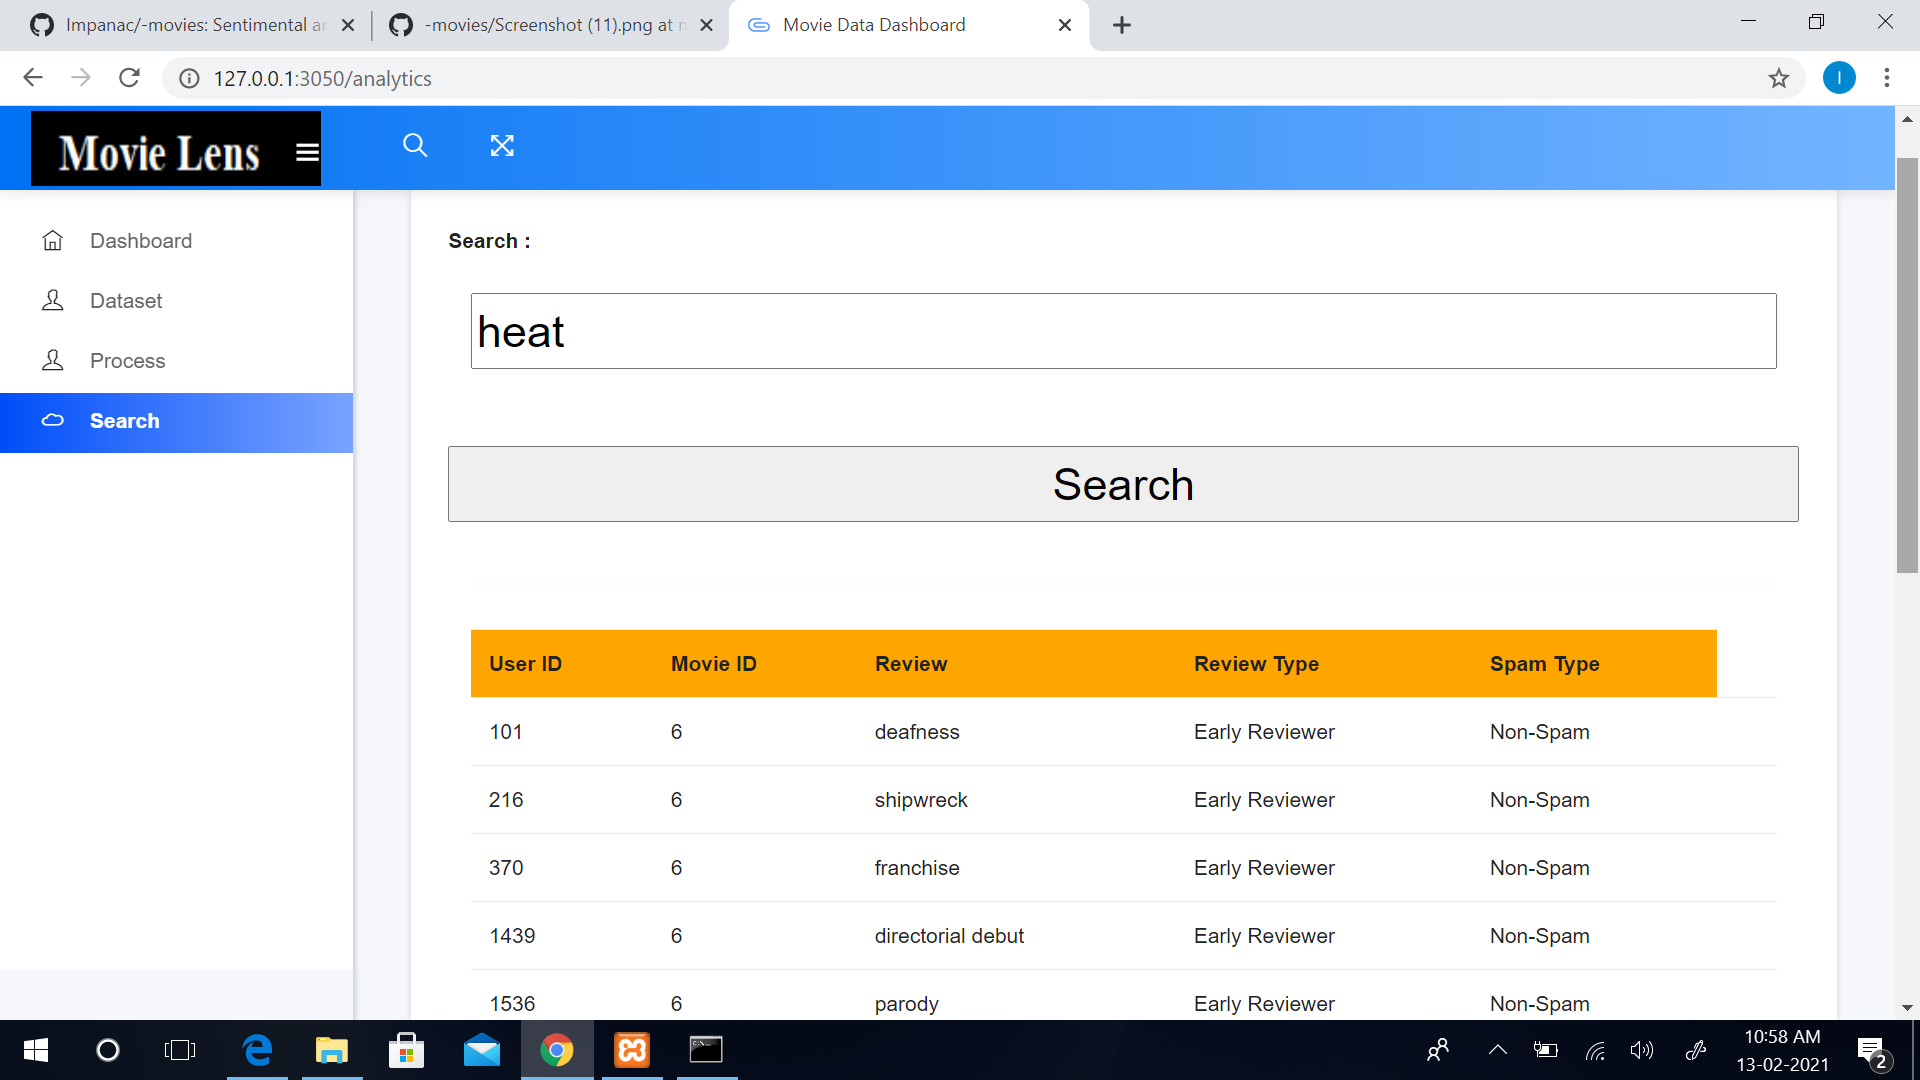 Impanac/-movies: Sentimental ar
-movies/Screenshot (11).png at m
Movie Data Dashboard
127.0.0.1:3050/analytics
I
Movie Lens
Dashboard
Dataset
Process
Search
Search :
heat
Search
User ID Movie ID Review Review Type Spam Type
101 6 deafness Early Reviewer Non-Spam
216 6 shipwreck Early Reviewer Non-Spam
370 6 franchise Early Reviewer Non-Spam
1439 6 directorial debut Early Reviewer Non-Spam
1536 6 parody Early Reviewer Non-Spam
10:58 AM
13-02-2021
2